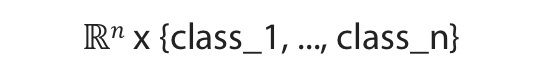 ℝⁿ x {class_1, ..., class_n}